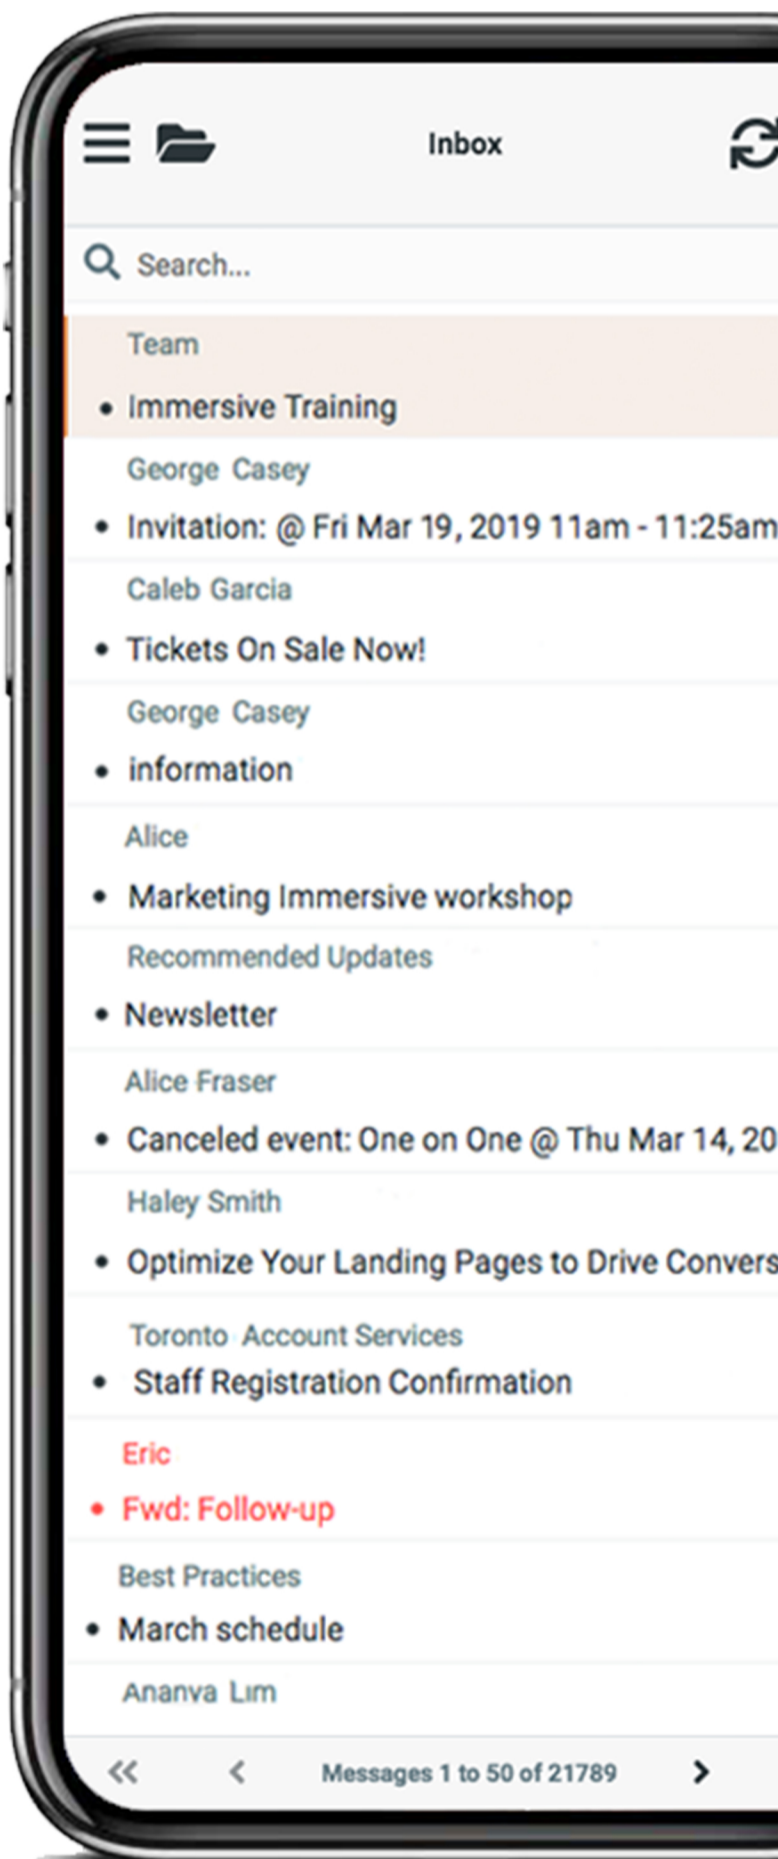 Inbox
Search...
Team
Immersive Training
George Casey
Invitation: @ Fri Mar 19, 2019 11am - 11:25am
Caleb Garcia
Tickets On Sale Now!
George Casey
information
Alice
Marketing Immersive workshop
Recommended Updates
Newsletter
Alice Fraser
Canceled event: One on One @ Thu Mar 14, 20
Haley Smith
Optimize Your Landing Pages to Drive Convers
Toronto Account Services
Staff Registration Confirmation
Eric
Fwd: Follow-up
Best Practices
March schedule
Ananva Lim
Messages 1 to 50 of 21789